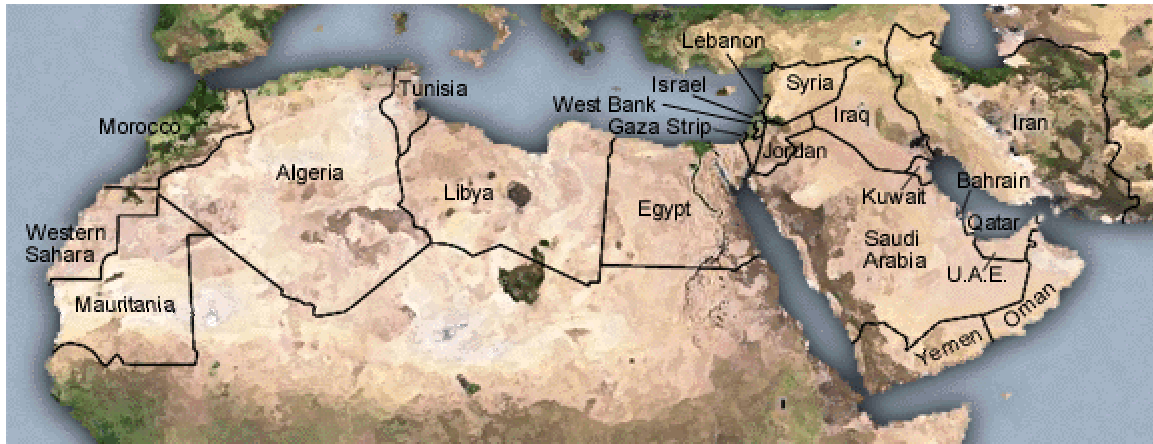 Lebanon
Israel
Syria
Tunisia
West Bank
Gaza Strip
Iraq
Iran
Morocco
Jordan
Algeria
Libya
Egypt
Kuwait
Bahrain
Qatar
Western
Sahara
Saudi
Arabia
U.A.E.
Mauritania
Oman
Yemen